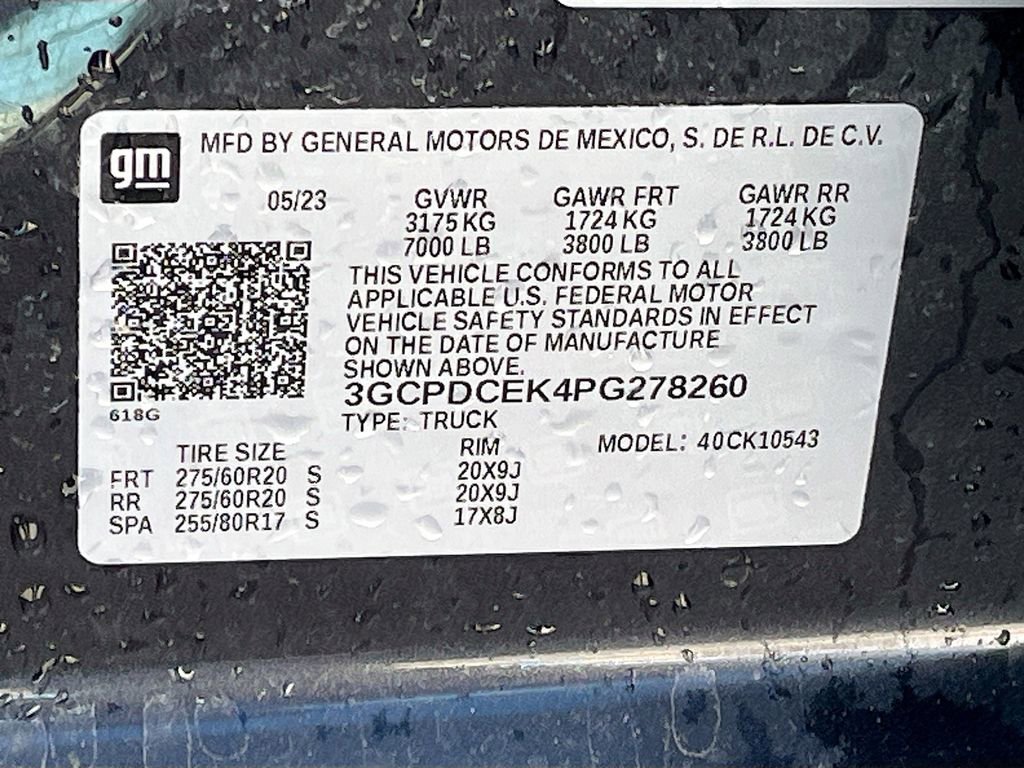 gm
MFD BY GENERAL MOTORS DE MEXICO, S. DE R.L. DE C.V.
05/23 GVWR GAWR FRT GAWR RR
3175 KG 1724 KG 1724 KG
7000 LB 3800 LB 3800 LB
THIS VEHICLE CONFORMS TO ALL
APPLICABLE U.S. FEDERAL MOTOR
VEHICLE SAFETY STANDARDS IN EFFECT
ON THE DATE OF MANUFACTURE
SHOWN ABOVE.
3GCPDCEK4PG278260
618G
TYPE: TRUCK
TIRE SIZE RIM MODEL: 40CK10543
FRT 275/60R20 S 20X9J
RR 275/60R20 S 20X9J
SPA 255/80R17 S 17X8J